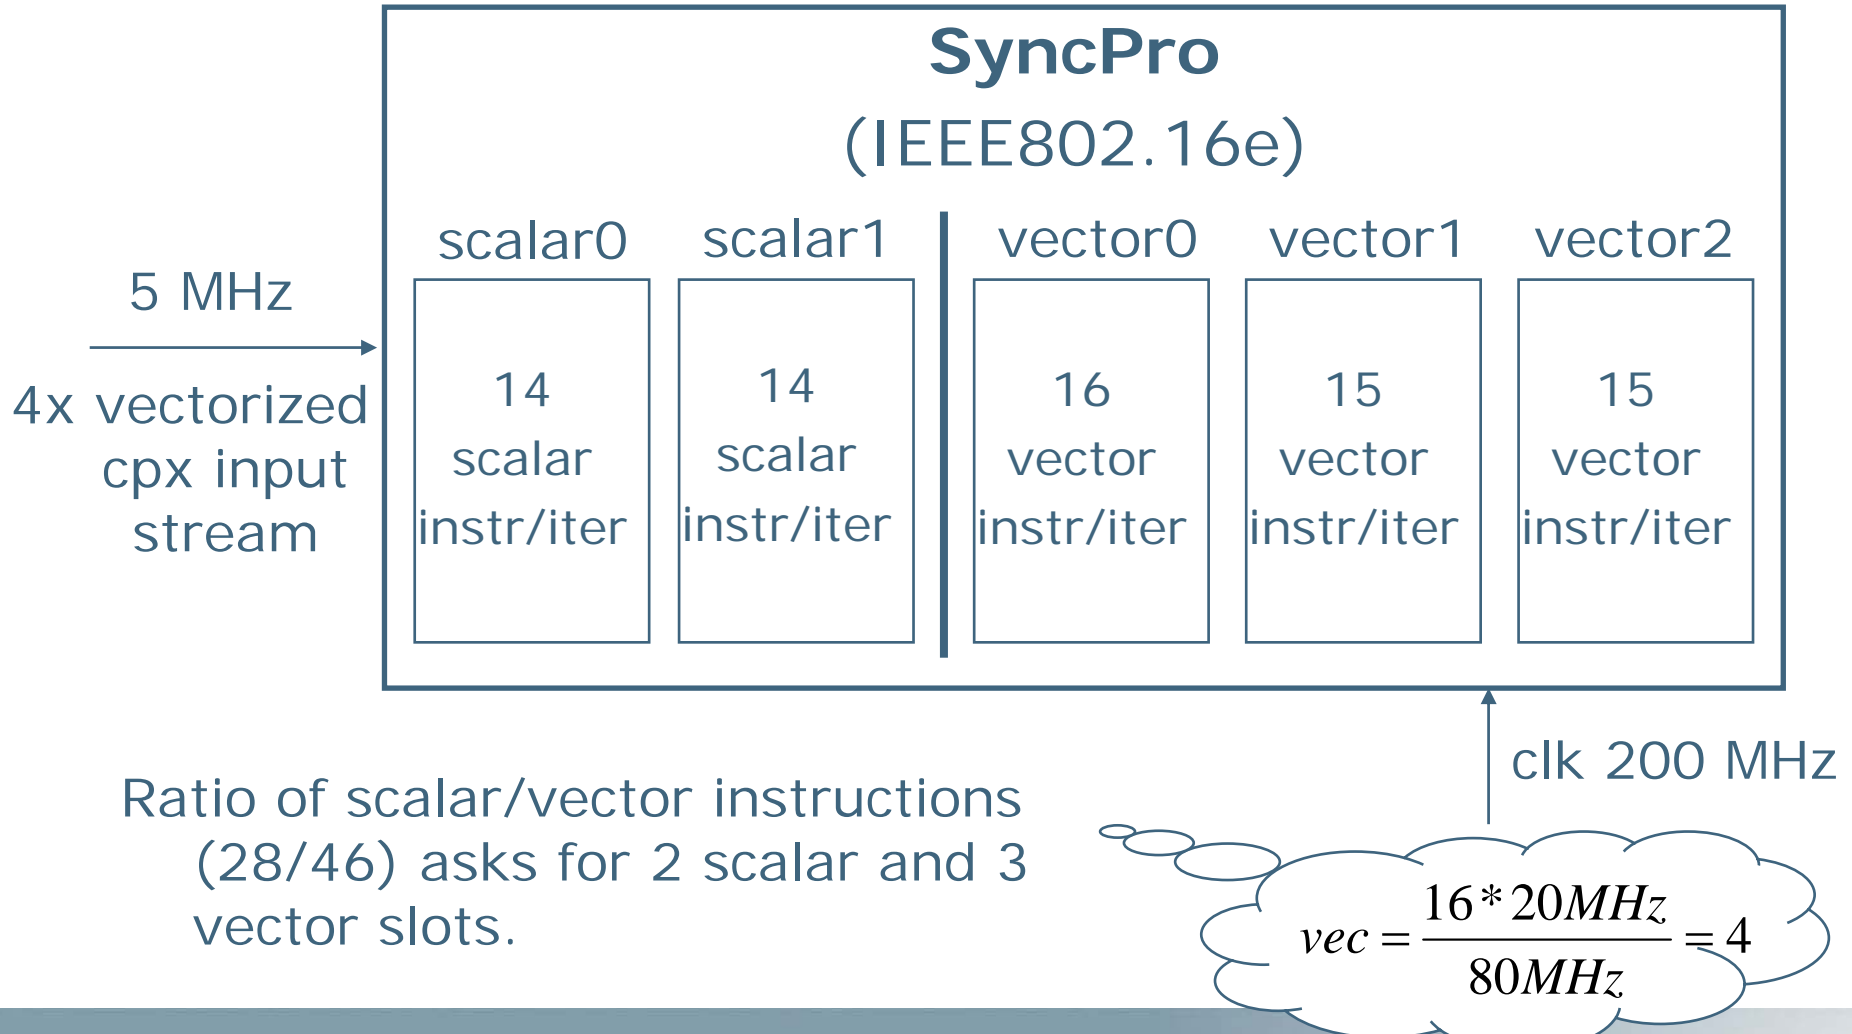 SyncPro
(IEEE802.16e)
scalar0
scalar1
vector0
vector1
vector2
5 MHz
4x vectorized
cpx input
stream
14
scalar
instr/iter
14
scalar
instr/iter
16
vector
instr/iter
15
vector
instr/iter
15
vector
instr/iter
clk 200 MHz
Ratio of scalar/vector instructions
(28/46) asks for 2 scalar and 3
vector slots.
vec = 16 * 20MHz / 80MHz = 4